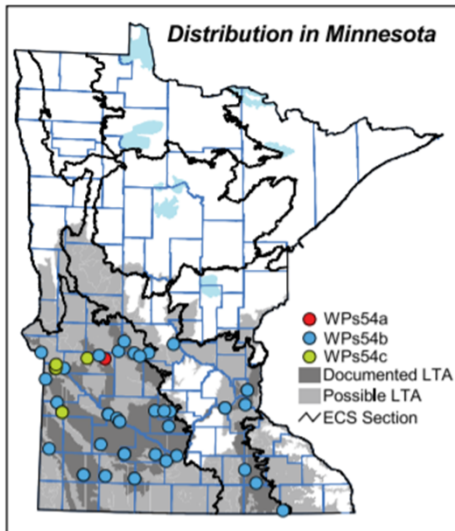 Distribution in Minnesota
WPs54a
WPs54b
WPs54c
Documented LTA
Possible LTA
ECS Section